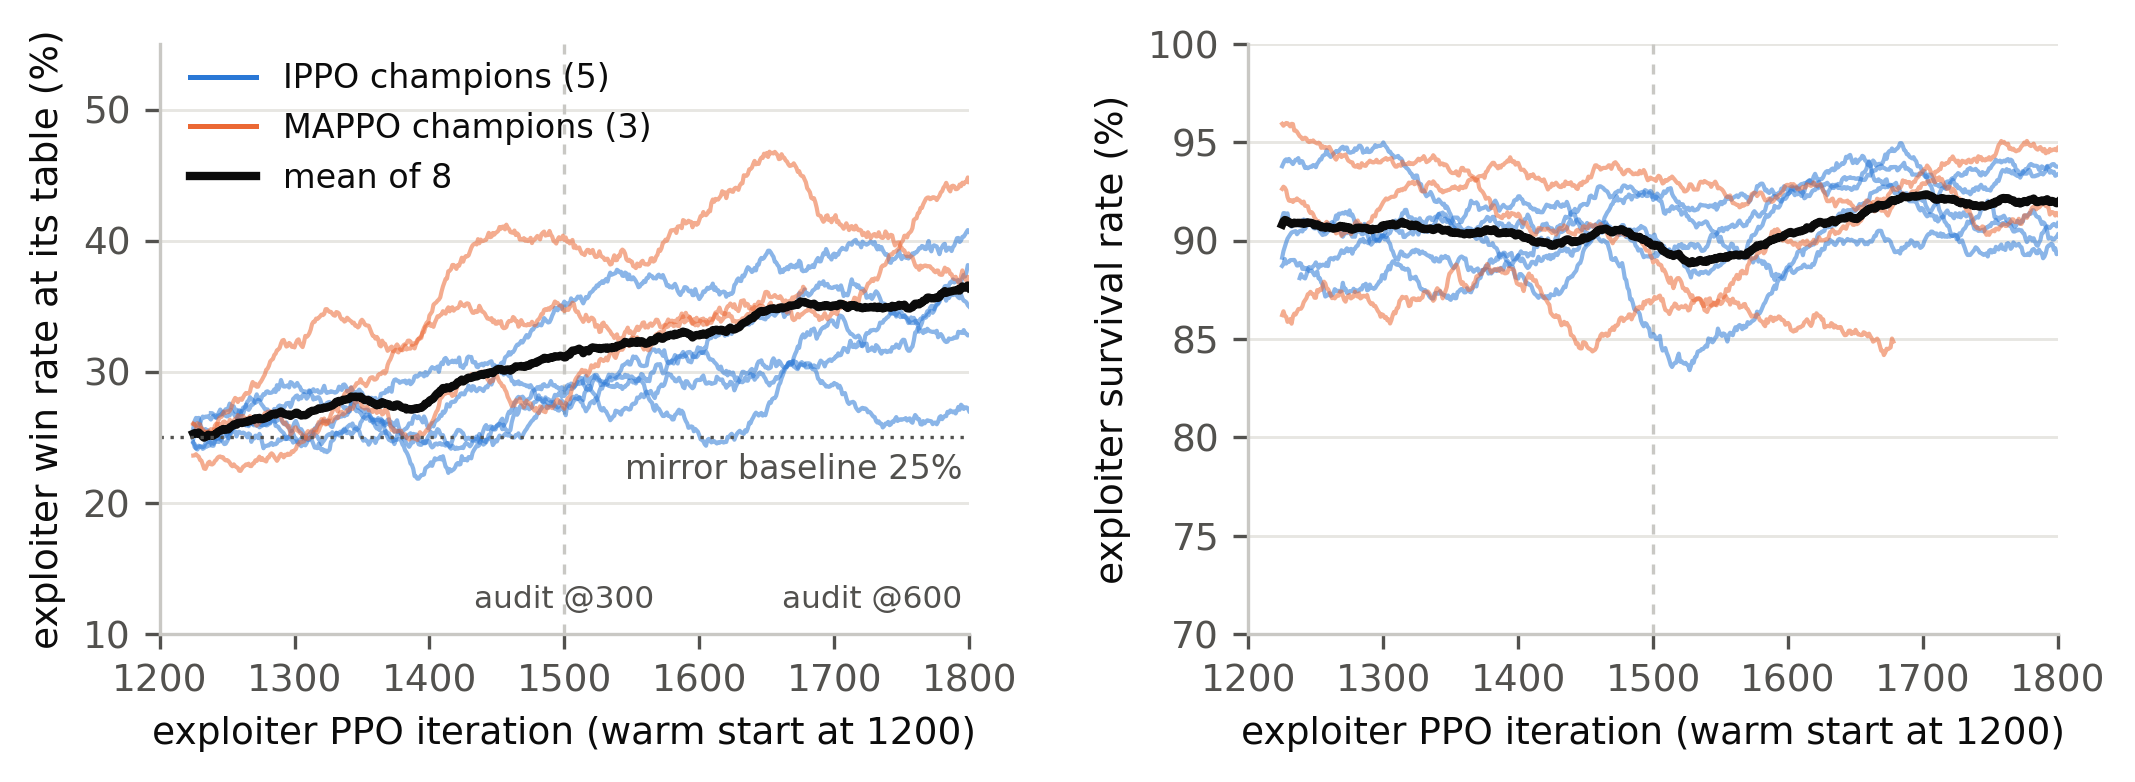 exploiter win rate at its table (%)
50
40
30
20
10
IPPO champions (5)
MAPPO champions (3)
mean of 8
mirror baseline 25%
audit @300
audit @600
1200 1300 1400 1500 1600 1700 1800
exploiter PPO iteration (warm start at 1200)
exploiter survival rate (%)
100
95
90
85
80
75
70
1200 1300 1400 1500 1600 1700 1800
exploiter PPO iteration (warm start at 1200)